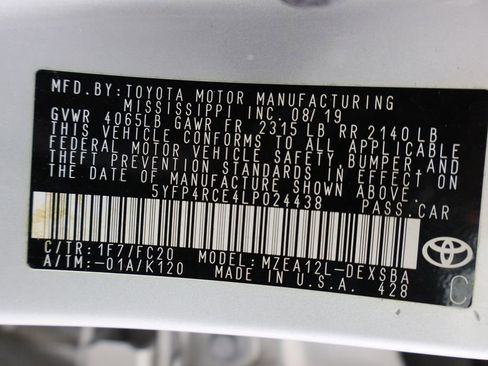 MFD.BY:TOYOTA MOTOR MANUFACTURING
MISSISSIPPI INC. 08/19
GVWR 4065LB GAWR FR 2315 LB RR 2140 LB
THIS VEHICLE CONFORMS TO ALL APPLICABLE
FEDERAL MOTOR VEHICLE SAFETY, BUMPER, AND
THEFT PREVENTION STANDARDS IN EFFECT ON
THE DATE OF MANUFACTURE SHOWN ABOVE.
5YFP4RCE4LP024438 PASS.CAR
C/TR:1F7/FC20 MODEL:MZEA12L-DEXSBA
A/TM:-01A/K120 MADE IN U.S.A. 428
TOYOTA
C